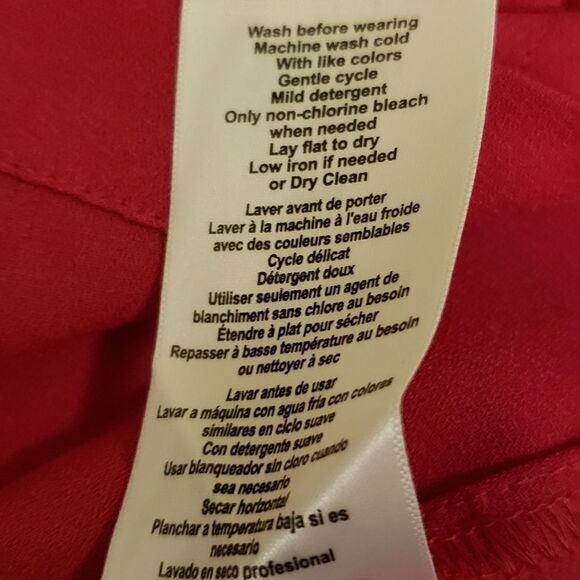 Wash before wearing
Machine wash cold
With like colors
Gentle cycle
Mild detergent
Only non-chlorine bleach
when needed
Lay flat to dry
Low iron if needed
or Dry Clean
Laver avant de porter
Laver à la machine à l'eau froide
avec des couleurs semblables
Cycle délicat
Détergent doux
Utiliser seulement un agent de
blanchiment sans chlore au besoin
Étendre à plat pour sécher
Repasser à basse température au besoin
ou nettoyer à sec
Lavar antes de usar
Lavar a máquina con agua fría con colores
similares en ciclo suave
Con detergente suave
Usar blanqueador sin cloro cuando
sea necesario
Secar horizontal
Planchar a temperatura baja si es
necesario
Lavado en seco profesional